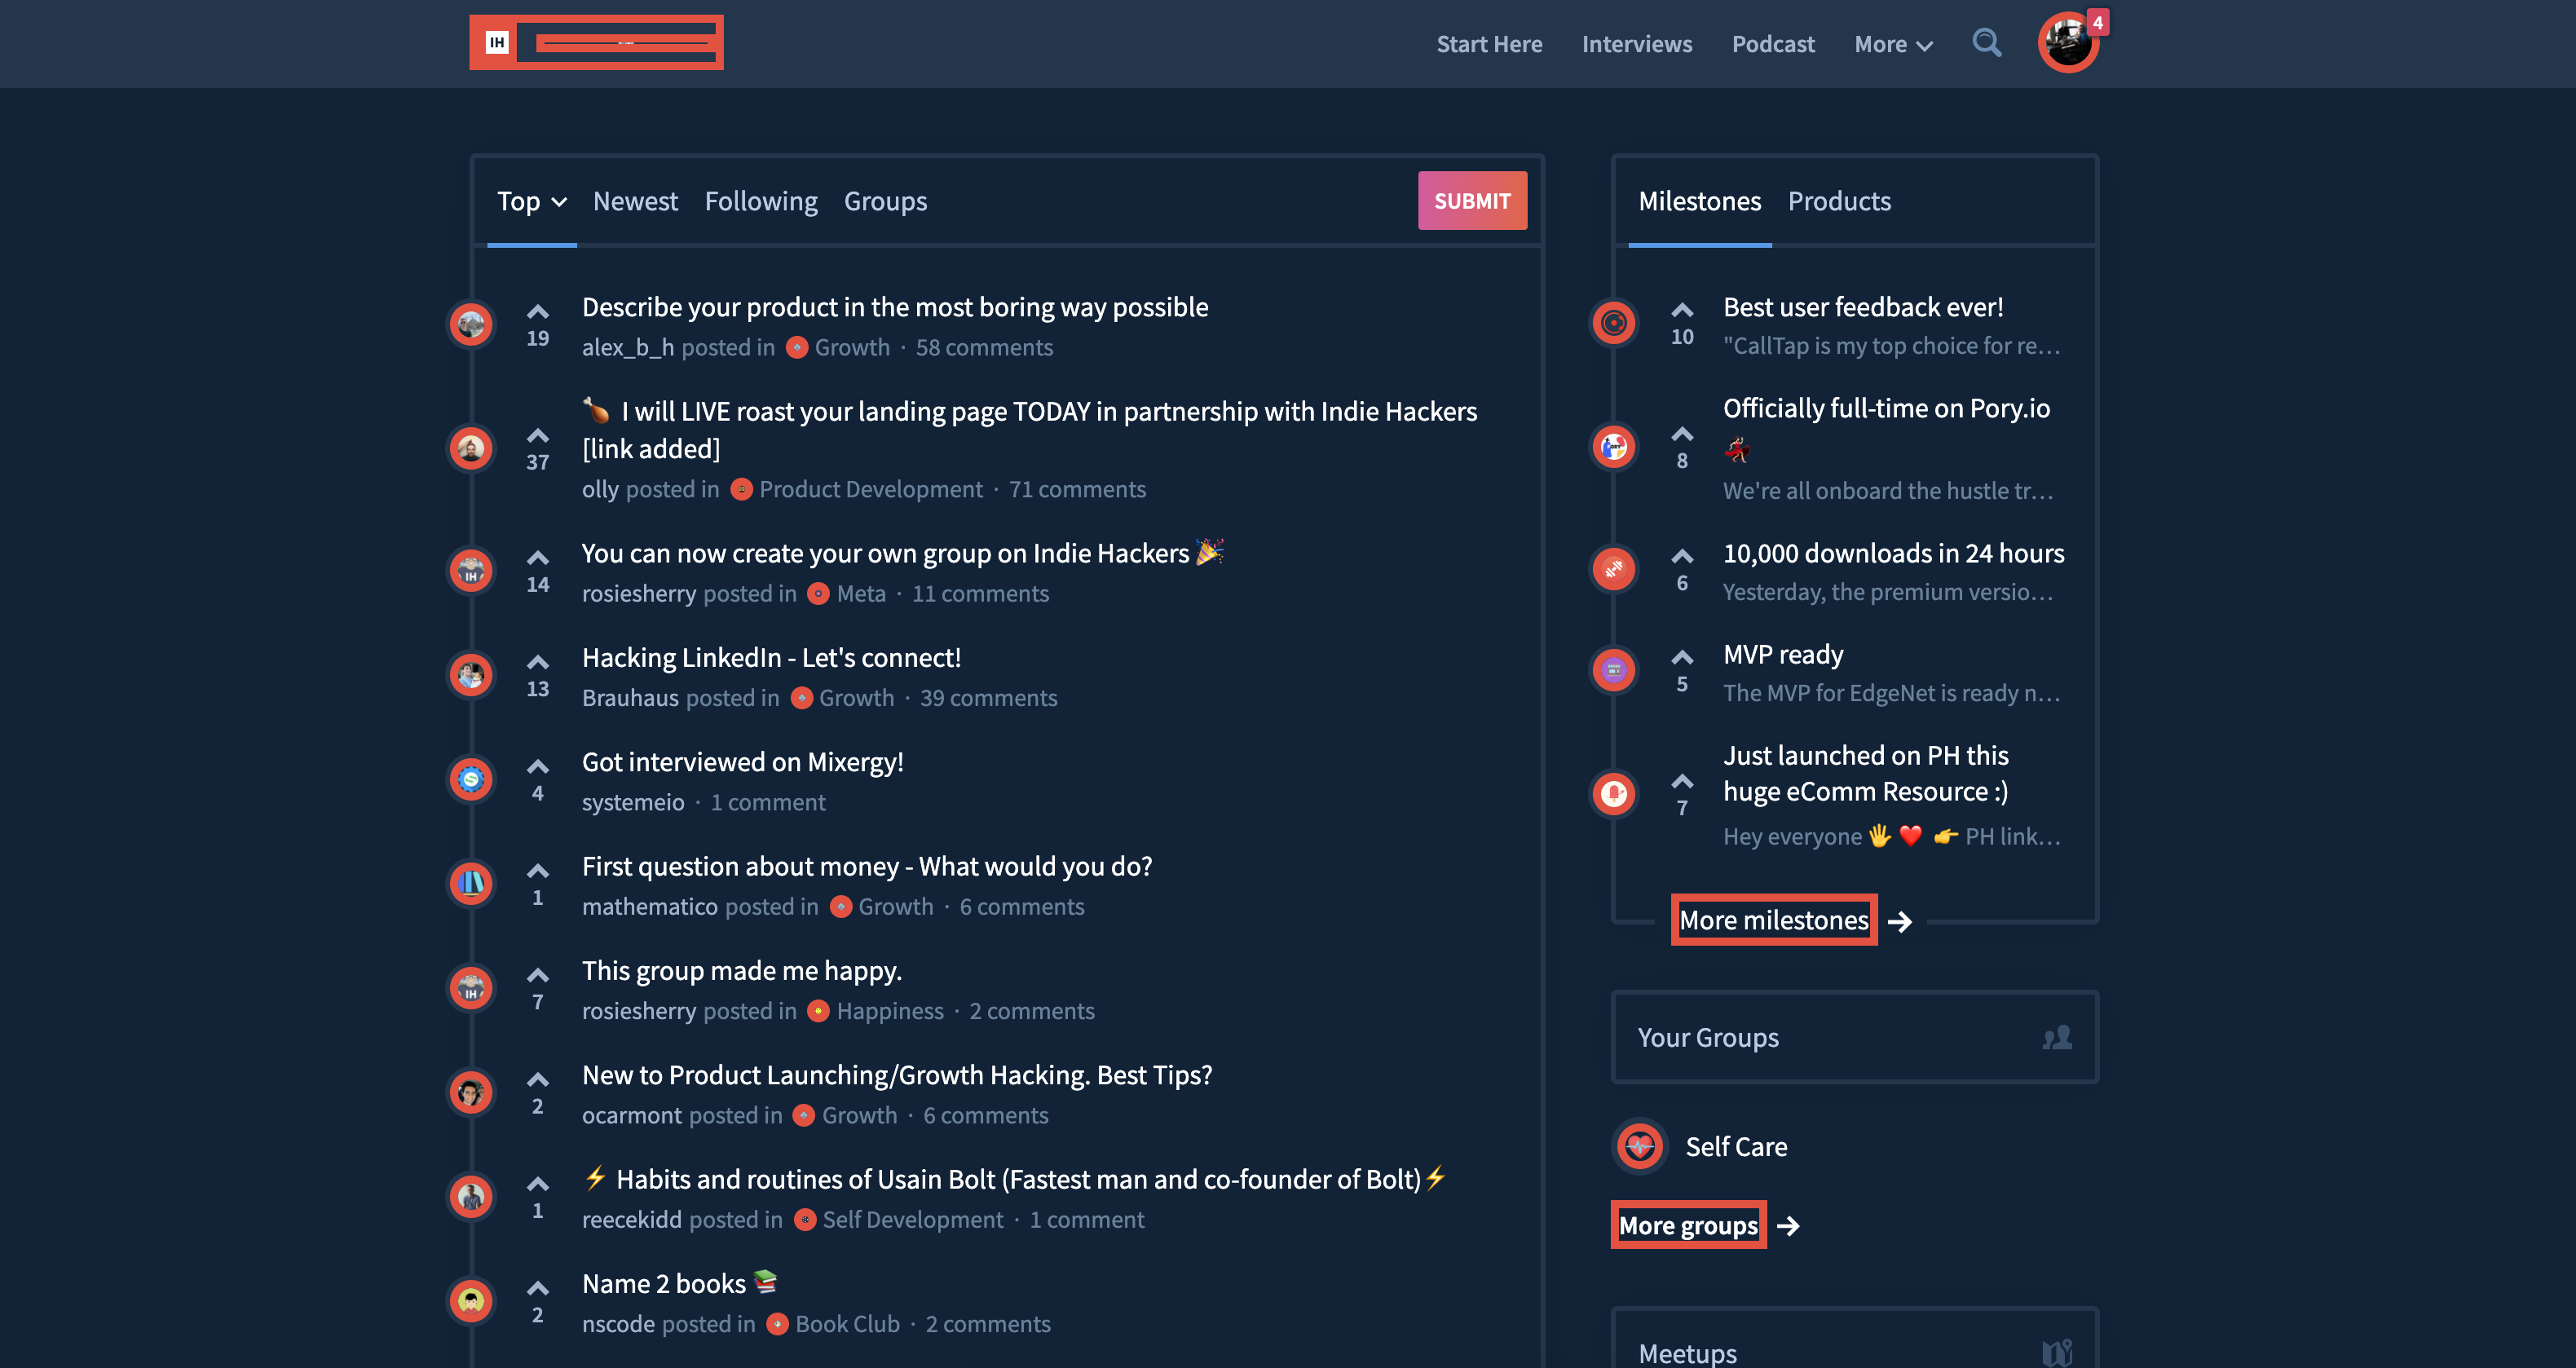 IH
Start Here
Interviews
Podcast
More
4
Top
Newest
Following
Groups
SUBMIT
19
Describe your product in the most boring way possible
alex_b_h posted in Growth · 58 comments
37
🍗 I will LIVE roast your landing page TODAY in partnership with Indie Hackers
[link added]
olly posted in Product Development · 71 comments
14
You can now create your own group on Indie Hackers 🎉
rosiesherry posted in Meta · 11 comments
13
Hacking LinkedIn - Let's connect!
Brauhaus posted in Growth · 39 comments
4
Got interviewed on Mixergy!
systemeio · 1 comment
1
First question about money - What would you do?
mathematico posted in Growth · 6 comments
7
This group made me happy.
rosiesherry posted in Happiness · 2 comments
2
New to Product Launching/Growth Hacking. Best Tips?
ocarmont posted in Growth · 6 comments
1
⚡ Habits and routines of Usain Bolt (Fastest man and co-founder of Bolt)⚡
reecekidd posted in Self Development · 1 comment
2
Name 2 books 📚
nscode posted in Book Club · 2 comments
Milestones
Products
10
Best user feedback ever!
"CallTap is my top choice for re...
8
Officially full-time on Pory.io
💃
We're all onboard the hustle tr...
6
10,000 downloads in 24 hours
Yesterday, the premium versio...
5
MVP ready
The MVP for EdgeNet is ready n...
7
Just launched on PH this
huge eComm Resource :)
Hey everyone 🖐 ❤️ 👉 PH link...
More milestones →
Your Groups
Self Care
More groups →
Meetups